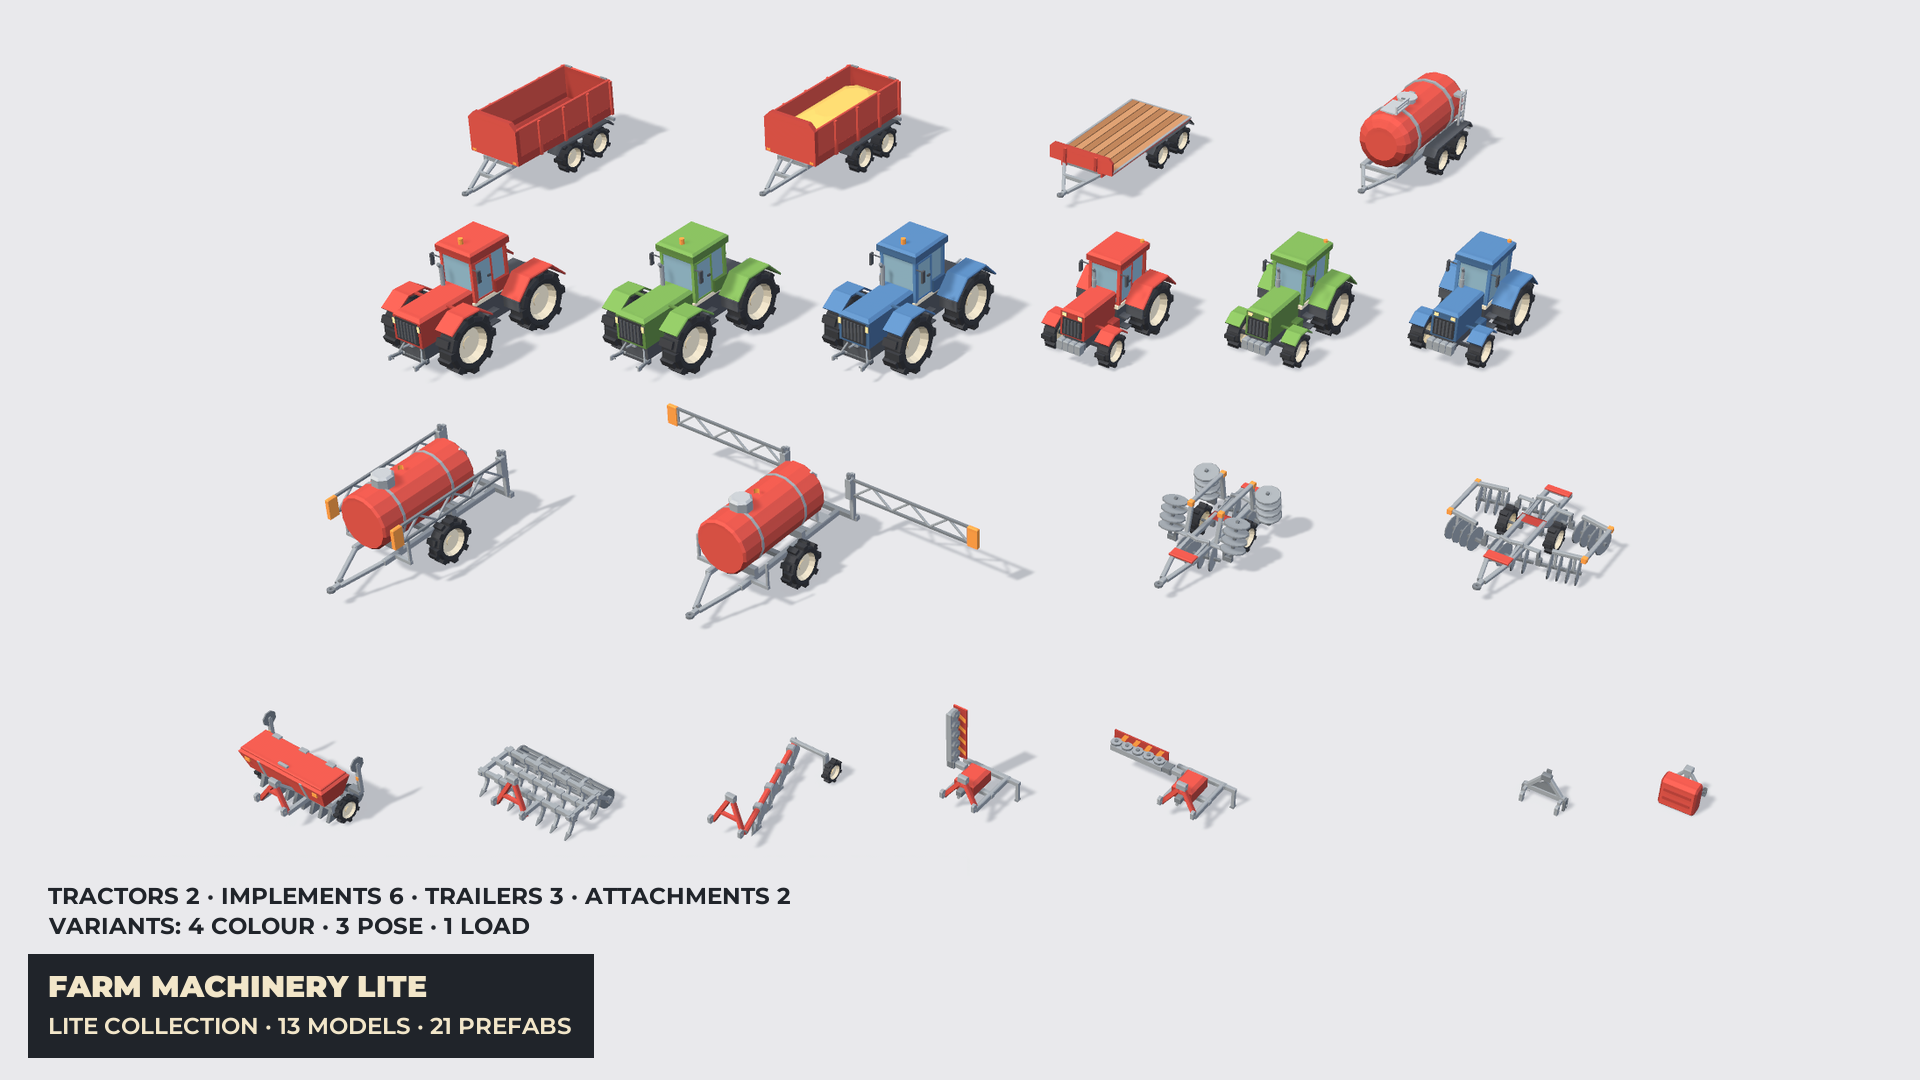 TRACTORS 2 · IMPLEMENTS 6 · TRAILERS 3 · ATTACHMENTS 2
VARIANTS: 4 COLOUR · 3 POSE · 1 LOAD
FARM MACHINERY LITE
LITE COLLECTION · 13 MODELS · 21 PREFABS